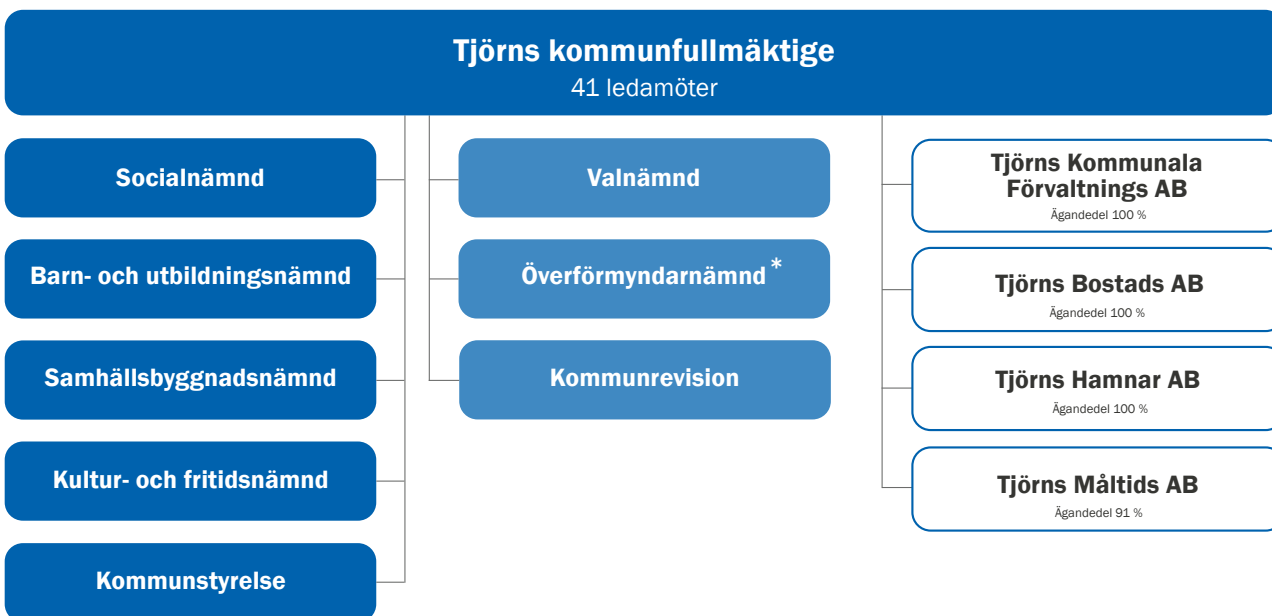 Tjörns kommunfullmäktige
41 ledamöter
Socialnämnd
Barn- och utbildningsnämnd
Samhällsbyggnadsnämnd
Kultur- och fritidsnämnd
Kommunstyrelse
Valnämnd
Överförmyndarnämnd*
Kommunrevision
Tjörns Kommunala
Förvaltnings AB
Ägandedel 100 %
Tjörns Bostads AB
Ägandedel 100 %
Tjörns Hamnar AB
Ägandedel 100 %
Tjörns Måltids AB
Ägandedel 91 %